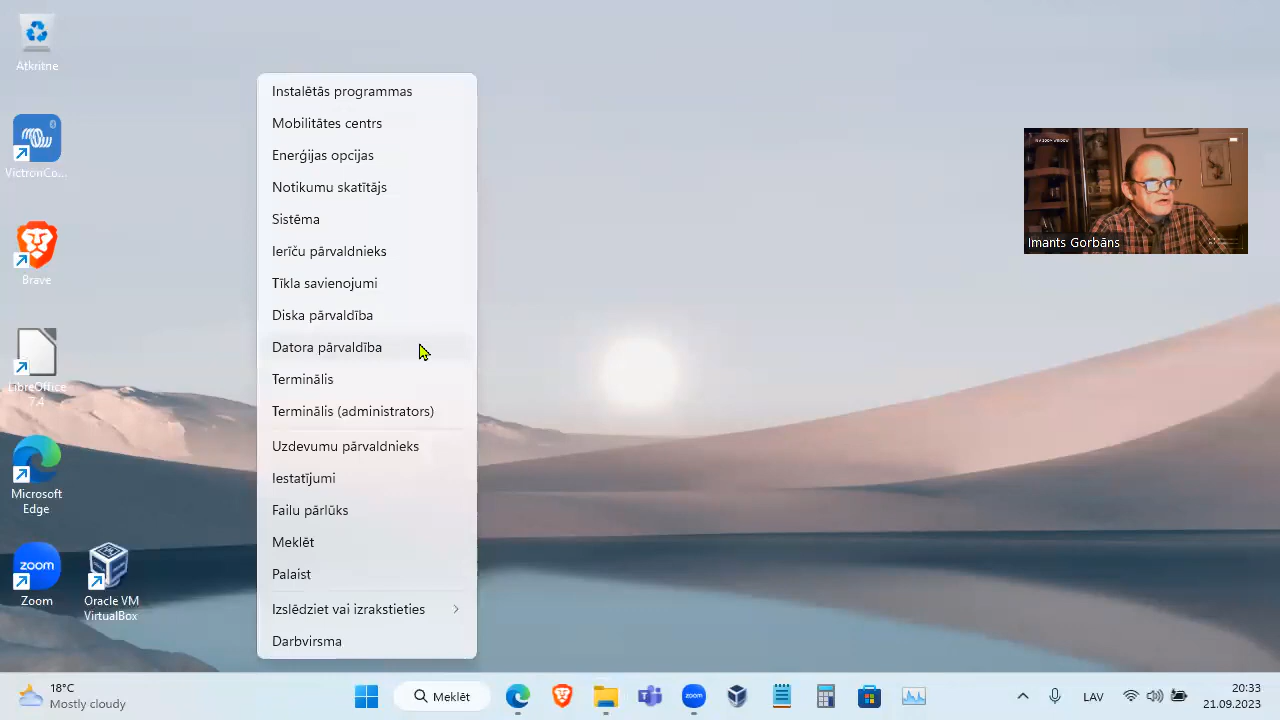 Atkritne
VictronCo...
Brave
LibreOffice
7.4
Microsoft
Edge
Zoom
Oracle VM
VirtualBox
Instalētās programmas
Mobilitātes centrs
Enerģijas opcijas
Notikumu skatītājs
Sistēma
Ierīču pārvaldnieks
Tīkla savienojumi
Diska pārvaldība
Datora pārvaldība
Terminālis
Terminālis (administrators)
Uzdevumu pārvaldnieks
Iestatījumi
Failu pārlūks
Meklēt
Palaist
Izslēdziet vai izrakstieties
Darbvirsma
Imants Gorbāns
18°C
Mostly cloudy
Meklēt
zoom
zoom
LAV
20:33
21.09.2023